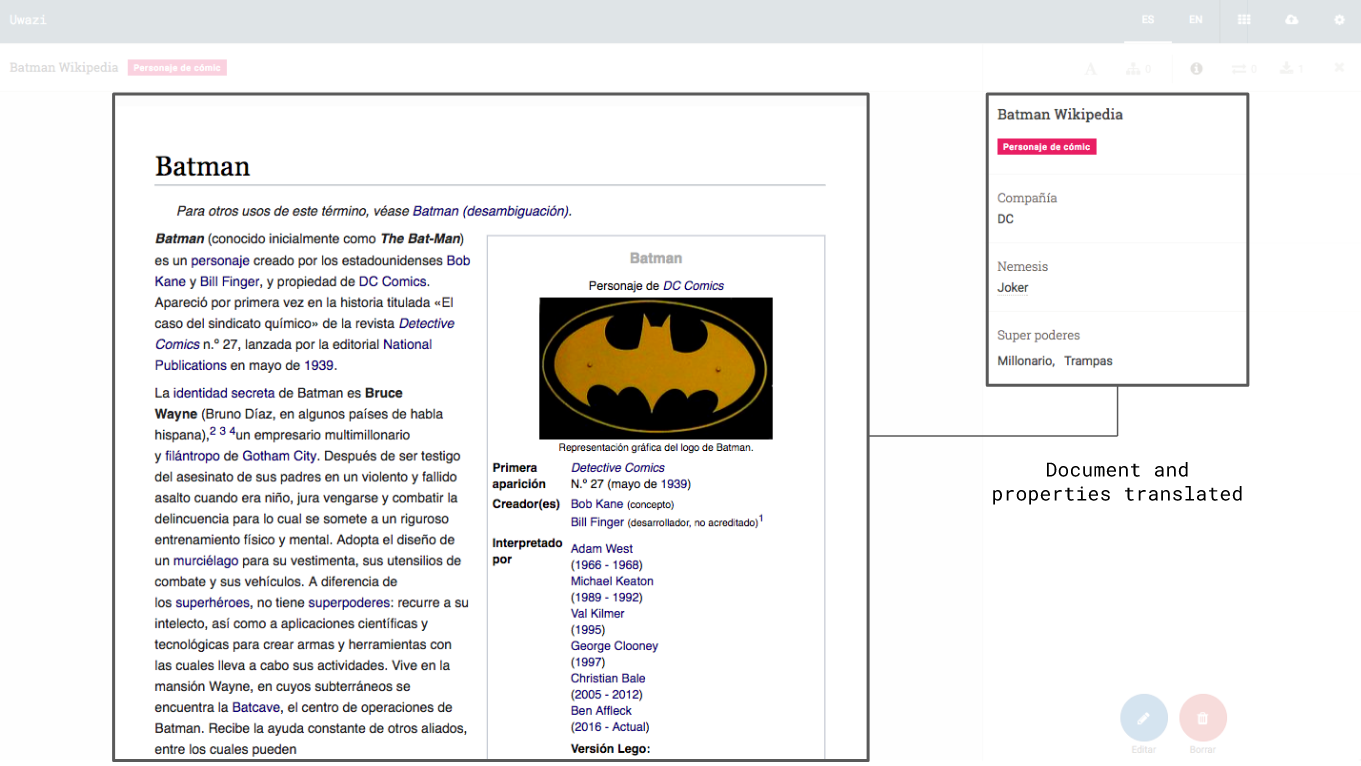 Uwazi
ES EN
Batman Wikipedia Personaje de cómic
A 0 0 1
Batman
Para otros usos de este término, véase Batman (desambiguación).
Batman (conocido inicialmente como The Bat-Man)
es un personaje creado por los estadounidenses Bob
Kane y Bill Finger, y propiedad de DC Comics.
Apareció por primera vez en la historia titulada «El
caso del sindicato químico» de la revista Detective
Comics n.º 27, lanzada por la editorial National
Publications en mayo de 1939.
La identidad secreta de Batman es Bruce
Wayne (Bruno Díaz, en algunos países de habla
hispana),2 3 4un empresario multimillonario
y filántropo de Gotham City. Después de ser testigo
del asesinato de sus padres en un violento y fallido
asalto cuando era niño, jura vengarse y combatir la
delincuencia para lo cual se somete a un riguroso
entrenamiento físico y mental. Adopta el diseño de
un murciélago para su vestimenta, sus utensilios de
combate y sus vehículos. A diferencia de
los superhéroes, no tiene superpoderes: recurre a su
intelecto, así como a aplicaciones científicas y
tecnológicas para crear armas y herramientas con
las cuales lleva a cabo sus actividades. Vive en la
mansión Wayne, en cuyos subterráneos se
encuentra la Batcave, el centro de operaciones de
Batman. Recibe la ayuda constante de otros aliados,
entre los cuales pueden
Batman
Personaje de DC Comics
Representación gráfica del logo de Batman.
Primera aparición
Detective Comics
N.º 27 (mayo de 1939)
Creador(es)
Bob Kane (concepto)
Bill Finger (desarrollador, no acreditado)1
Interpretado por
Adam West
(1966 - 1968)
Michael Keaton
(1989 - 1992)
Val Kilmer
(1995)
George Clooney
(1997)
Christian Bale
(2005 - 2012)
Ben Affleck
(2016 - Actual)
Versión Lego:
Batman Wikipedia
Personaje de cómic
Compañía
DC
Nemesis
Joker
Super poderes
Millonario, Trampas
Document and
properties translated
Editar Borrar